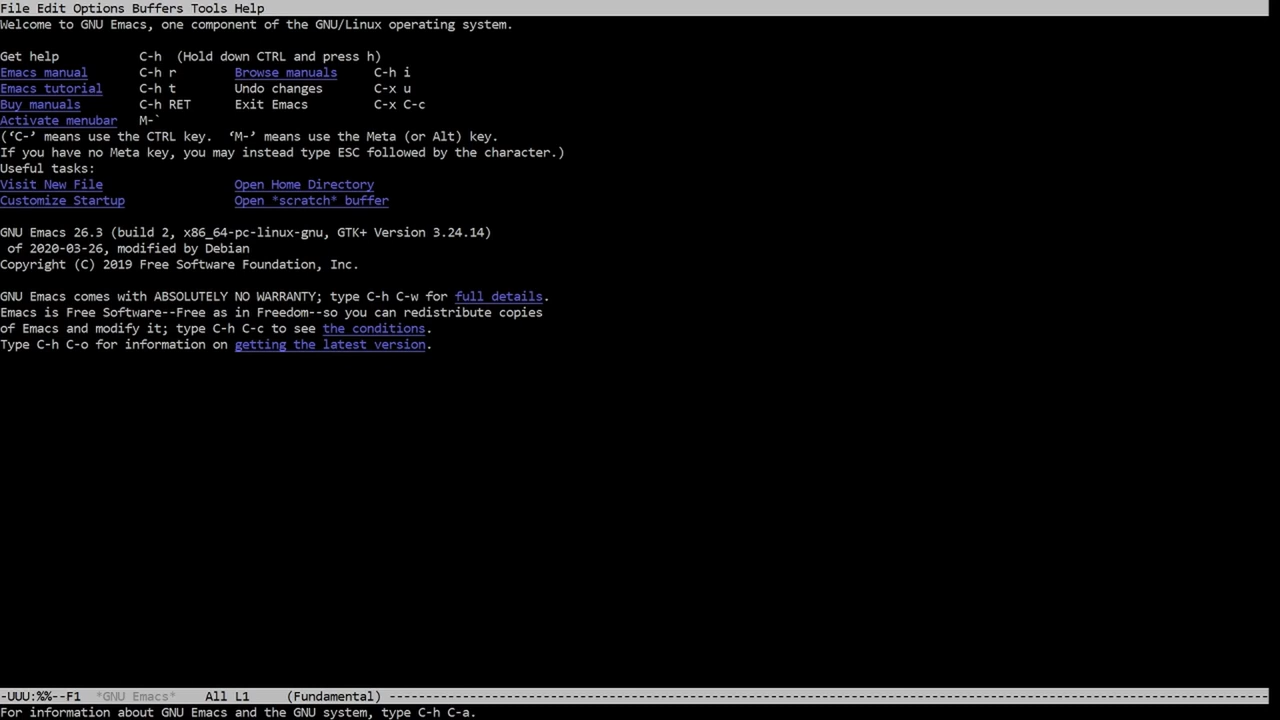 File Edit Options Buffers Tools Help
Welcome to GNU Emacs, one component of the GNU/Linux operating system.
Get help C-h (Hold down CTRL and press h)
Emacs manual C-h r Browse manuals C-h i
Emacs tutorial C-h t Undo changes C-x u
Buy manuals C-h RET Exit Emacs C-x C-c
Activate menubar M-`
(‘C-’ means use the CTRL key. ‘M-’ means use the Meta (or Alt) key.
If you have no Meta key, you may instead type ESC followed by the character.)
Useful tasks:
Visit New File Open Home Directory
Customize Startup Open *scratch* buffer
GNU Emacs 26.3 (build 2, x86_64-pc-linux-gnu, GTK+ Version 3.24.14)
of 2020-03-26, modified by Debian
Copyright (C) 2019 Free Software Foundation, Inc.
GNU Emacs comes with ABSOLUTELY NO WARRANTY; type C-h C-w for full details.
Emacs is Free Software--Free as in Freedom--so you can redistribute copies
of Emacs and modify it; type C-h C-c to see the conditions.
Type C-h C-o for information on getting the latest version.
-UUU:%%--F1 *GNU Emacs* All L1 (Fundamental) ------------------------------------------------------------------------------------------------------------------------
For information about GNU Emacs and the GNU system, type C-h C-a.